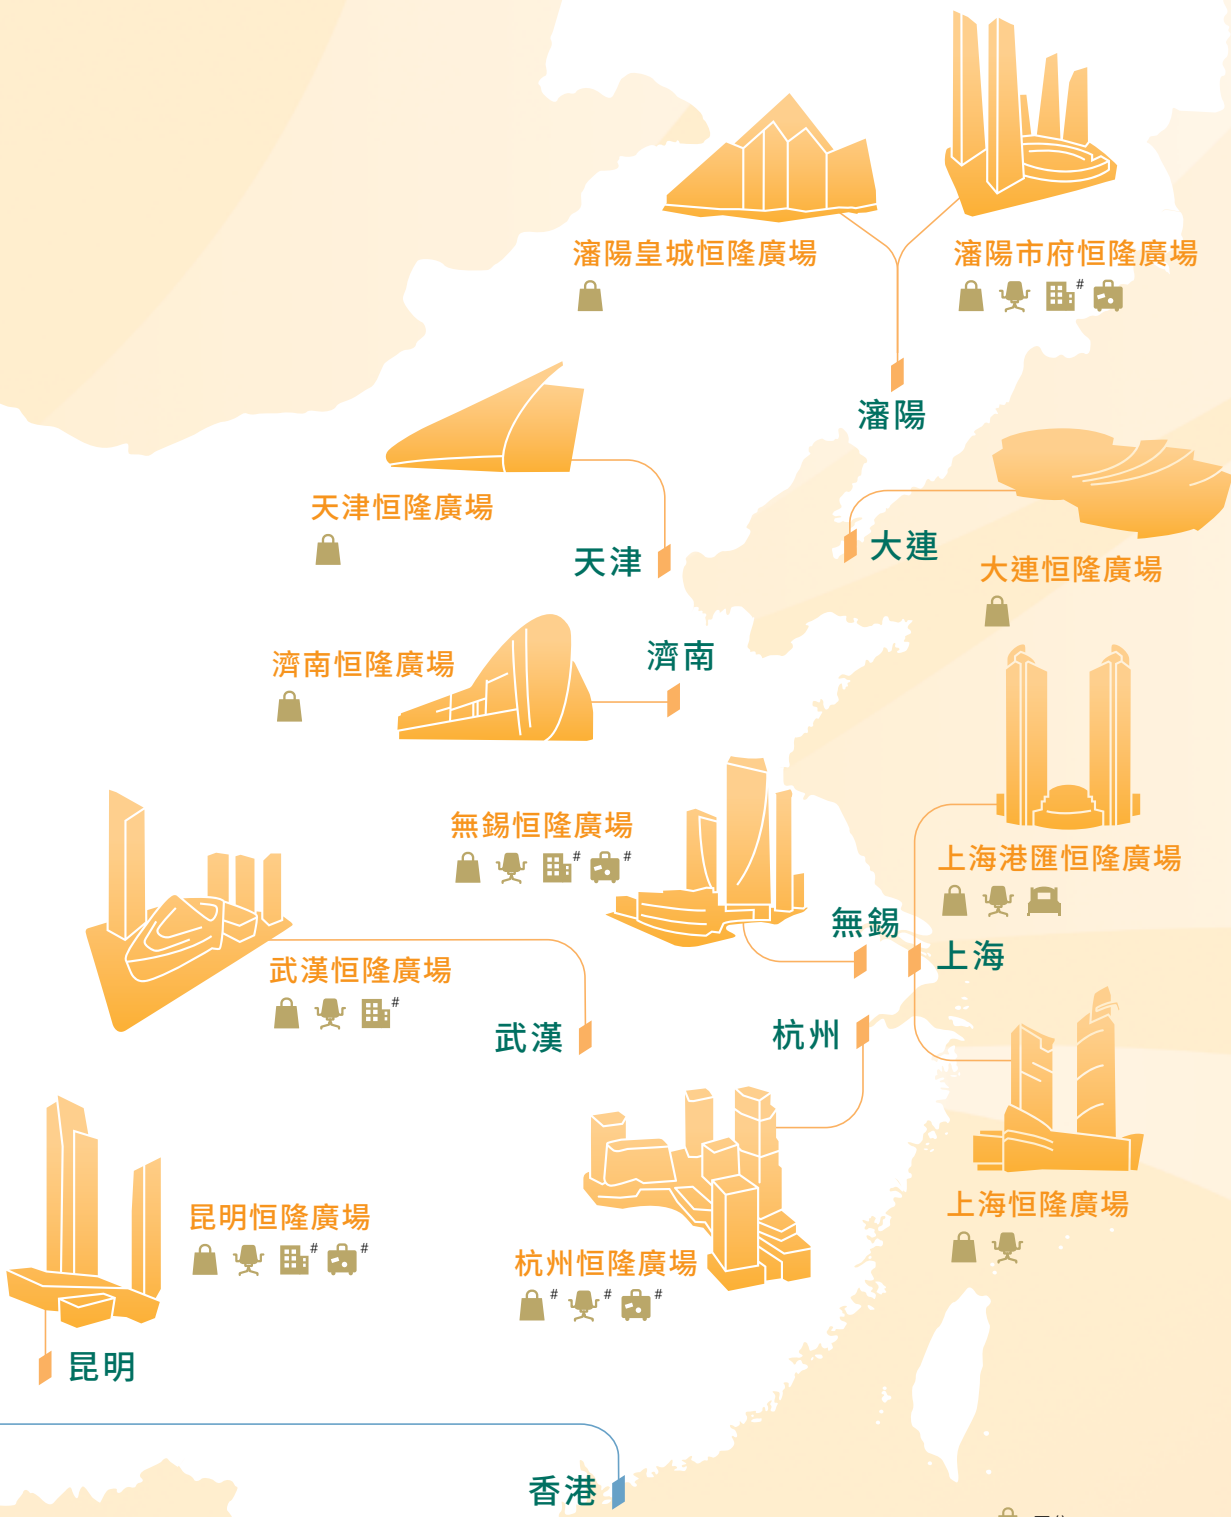 瀋陽皇城恒隆廣場
瀋陽市府恒隆廣場
#
瀋陽
天津恒隆廣場
天津
大連
大連恒隆廣場
濟南
濟南恒隆廣場
無錫恒隆廣場
# #
上海港匯恒隆廣場
無錫
上海
武漢恒隆廣場
#
武漢
杭州
上海恒隆廣場
昆明恒隆廣場
# #
杭州恒隆廣場
# # #
昆明
香港